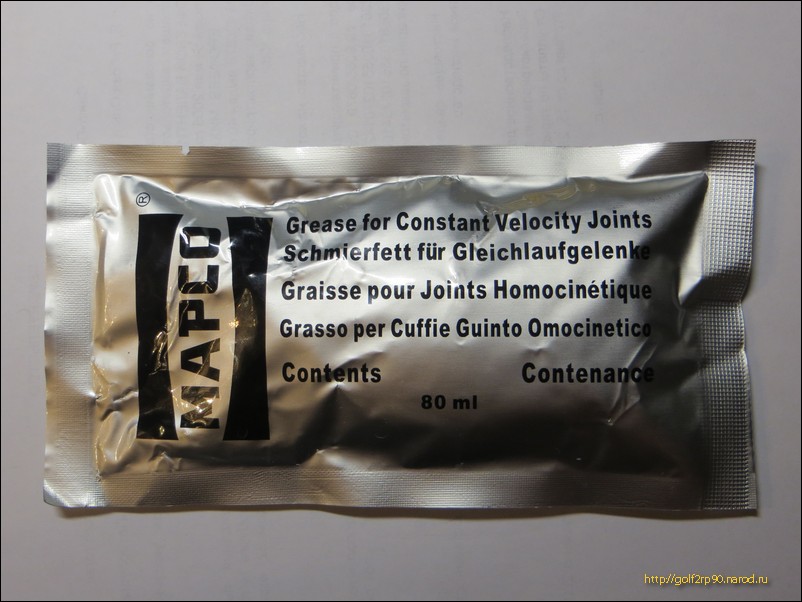 MAPCO®
Grease for Constant Velocity Joints
Schmierfett für Gleichlaufgelenke
Graisse pour Joints Homocinétique
Grasso per Cuffie Guinto Omocinetico
Contents Contenance
80 ml
http://golf2rp90.narod.ru